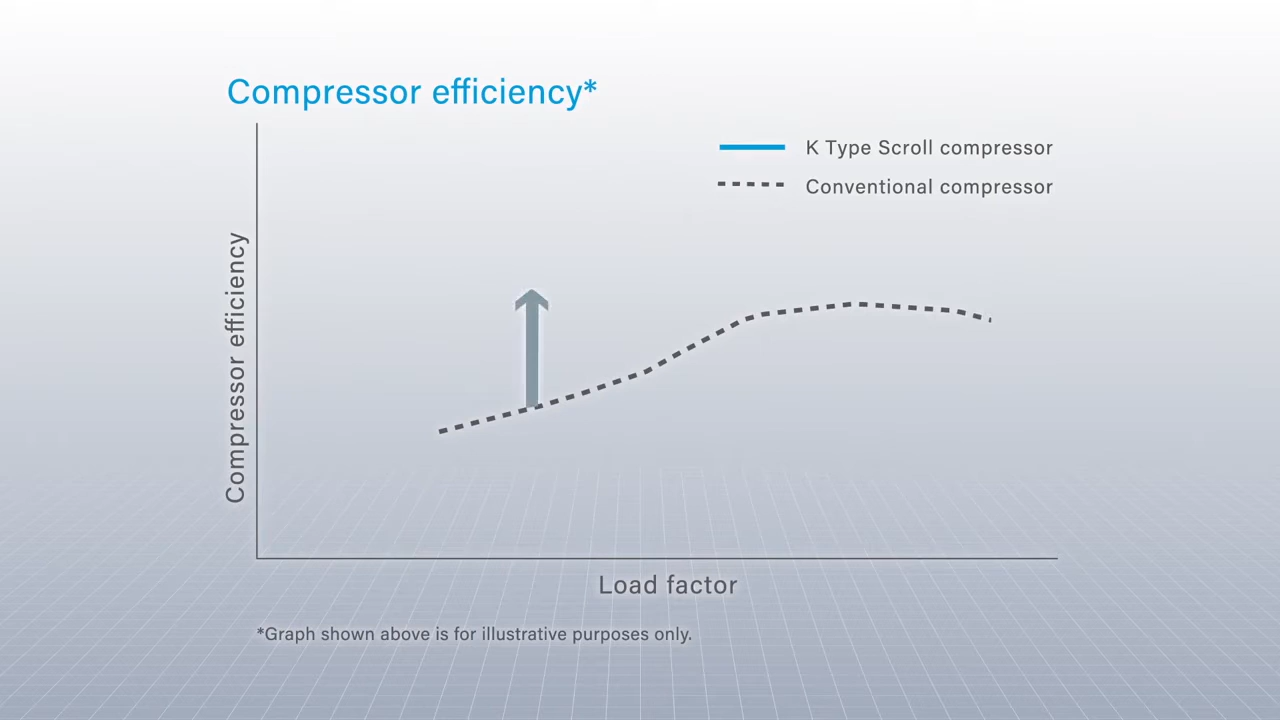 Compressor efficiency*
K Type Scroll compressor
Conventional compressor
Compressor efficiency
Load factor
*Graph shown above is for illustrative purposes only.